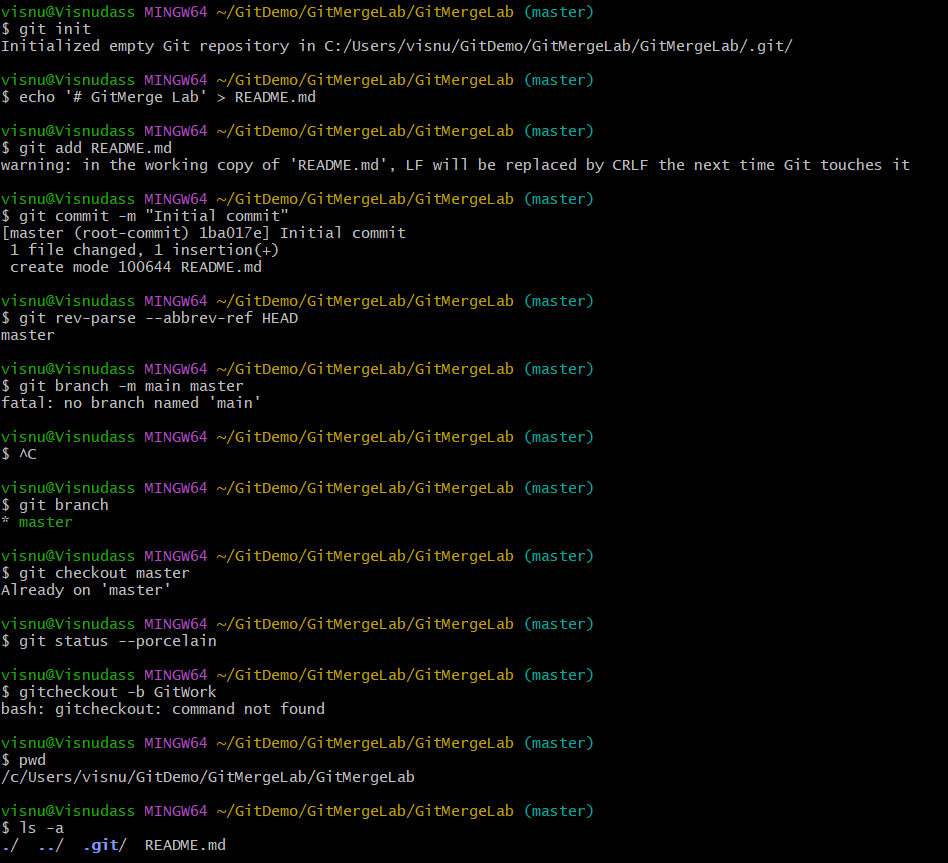 visnu@Visnudass MINGW64 ~/GitDemo/GitMergeLab/GitMergeLab (master)
$ git init
Initialized empty Git repository in C:/Users/visnu/GitDemo/GitMergeLab/GitMergeLab/.git/
visnu@Visnudass MINGW64 ~/GitDemo/GitMergeLab/GitMergeLab (master)
$ echo '# GitMerge Lab' > README.md
visnu@Visnudass MINGW64 ~/GitDemo/GitMergeLab/GitMergeLab (master)
$ git add README.md
warning: in the working copy of 'README.md', LF will be replaced by CRLF the next time Git touches it
visnu@Visnudass MINGW64 ~/GitDemo/GitMergeLab/GitMergeLab (master)
$ git commit -m "Initial commit"
[master (root-commit) 1ba017e] Initial commit
 1 file changed, 1 insertion(+)
 create mode 100644 README.md
visnu@Visnudass MINGW64 ~/GitDemo/GitMergeLab/GitMergeLab (master)
$ git rev-parse --abbrev-ref HEAD
master
visnu@Visnudass MINGW64 ~/GitDemo/GitMergeLab/GitMergeLab (master)
$ git branch -m main master
fatal: no branch named 'main'
visnu@Visnudass MINGW64 ~/GitDemo/GitMergeLab/GitMergeLab (master)
$ ^C
visnu@Visnudass MINGW64 ~/GitDemo/GitMergeLab/GitMergeLab (master)
$ git branch
* master
visnu@Visnudass MINGW64 ~/GitDemo/GitMergeLab/GitMergeLab (master)
$ git checkout master
Already on 'master'
visnu@Visnudass MINGW64 ~/GitDemo/GitMergeLab/GitMergeLab (master)
$ git status --porcelain
visnu@Visnudass MINGW64 ~/GitDemo/GitMergeLab/GitMergeLab (master)
$ gitcheckout -b GitWork
bash: gitcheckout: command not found
visnu@Visnudass MINGW64 ~/GitDemo/GitMergeLab/GitMergeLab (master)
$ pwd
/c/Users/visnu/GitDemo/GitMergeLab/GitMergeLab
visnu@Visnudass MINGW64 ~/GitDemo/GitMergeLab/GitMergeLab (master)
$ ls -a
./  ../  .git/  README.md